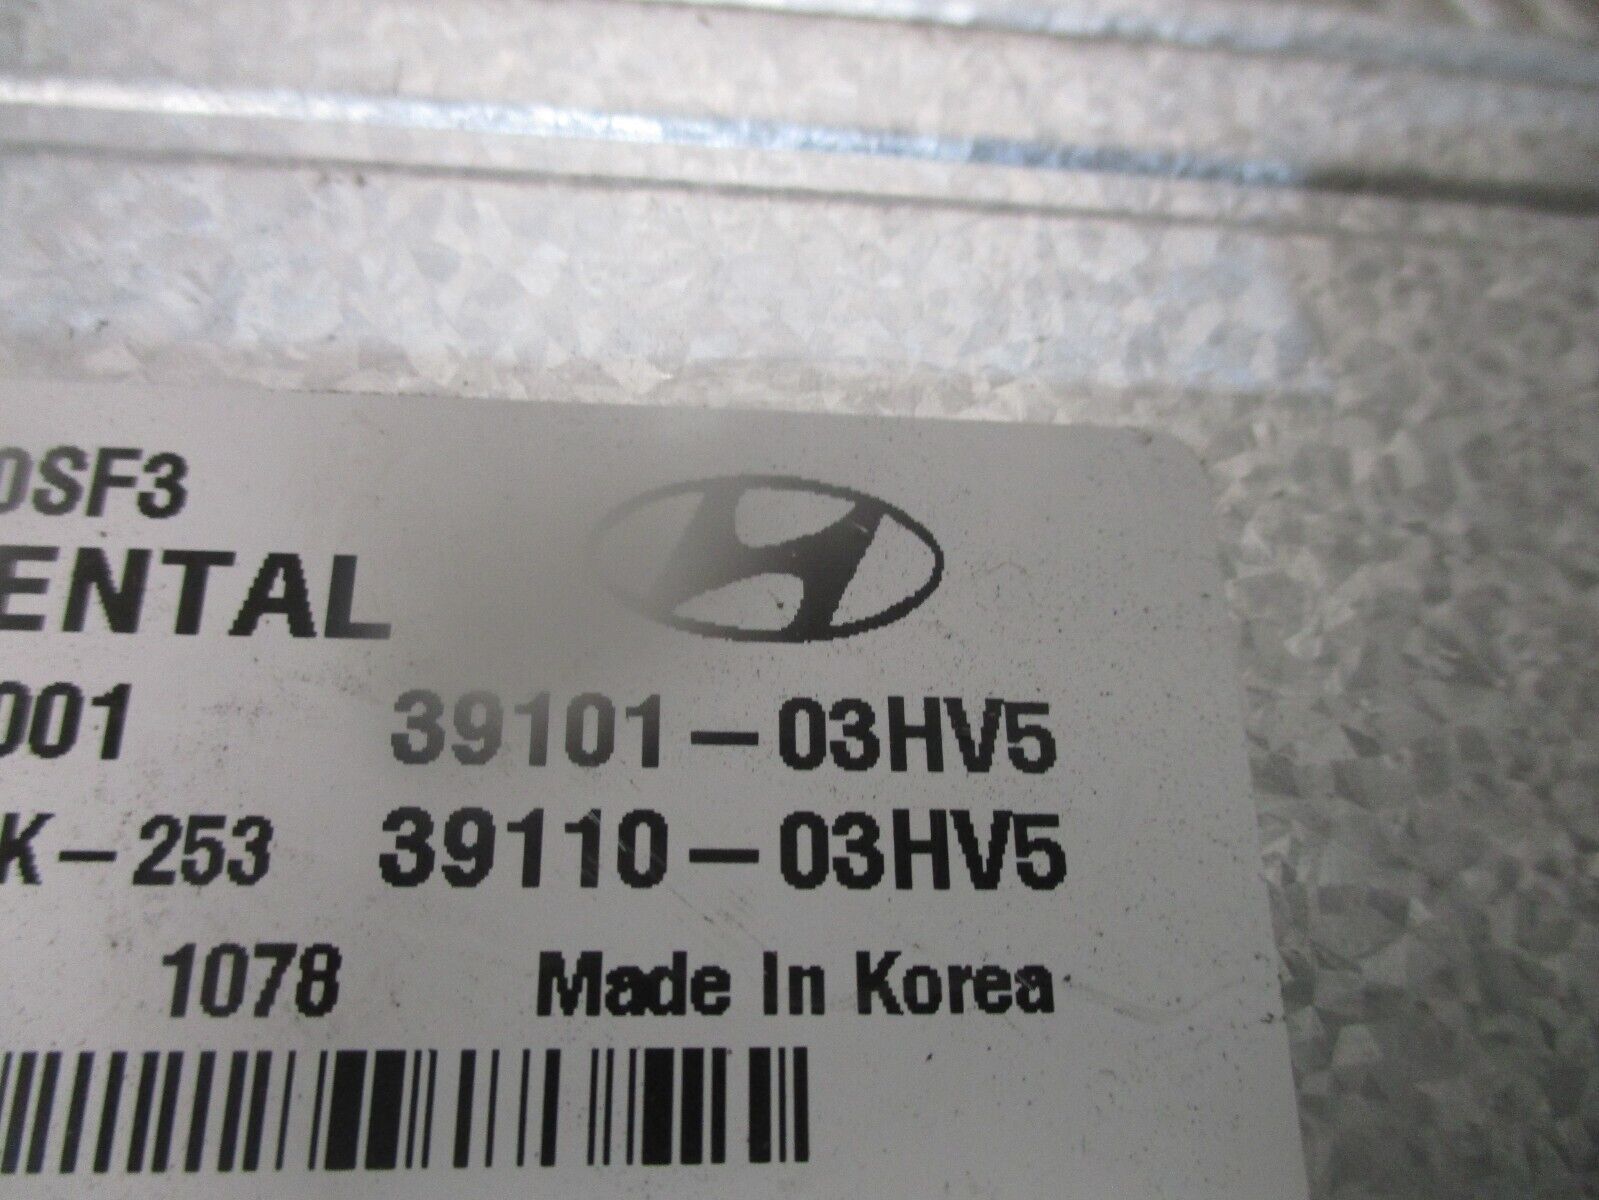 0SF3
ENTAL
001 39101-03HV5
K-253 39110-03HV5
1078 Made In Korea